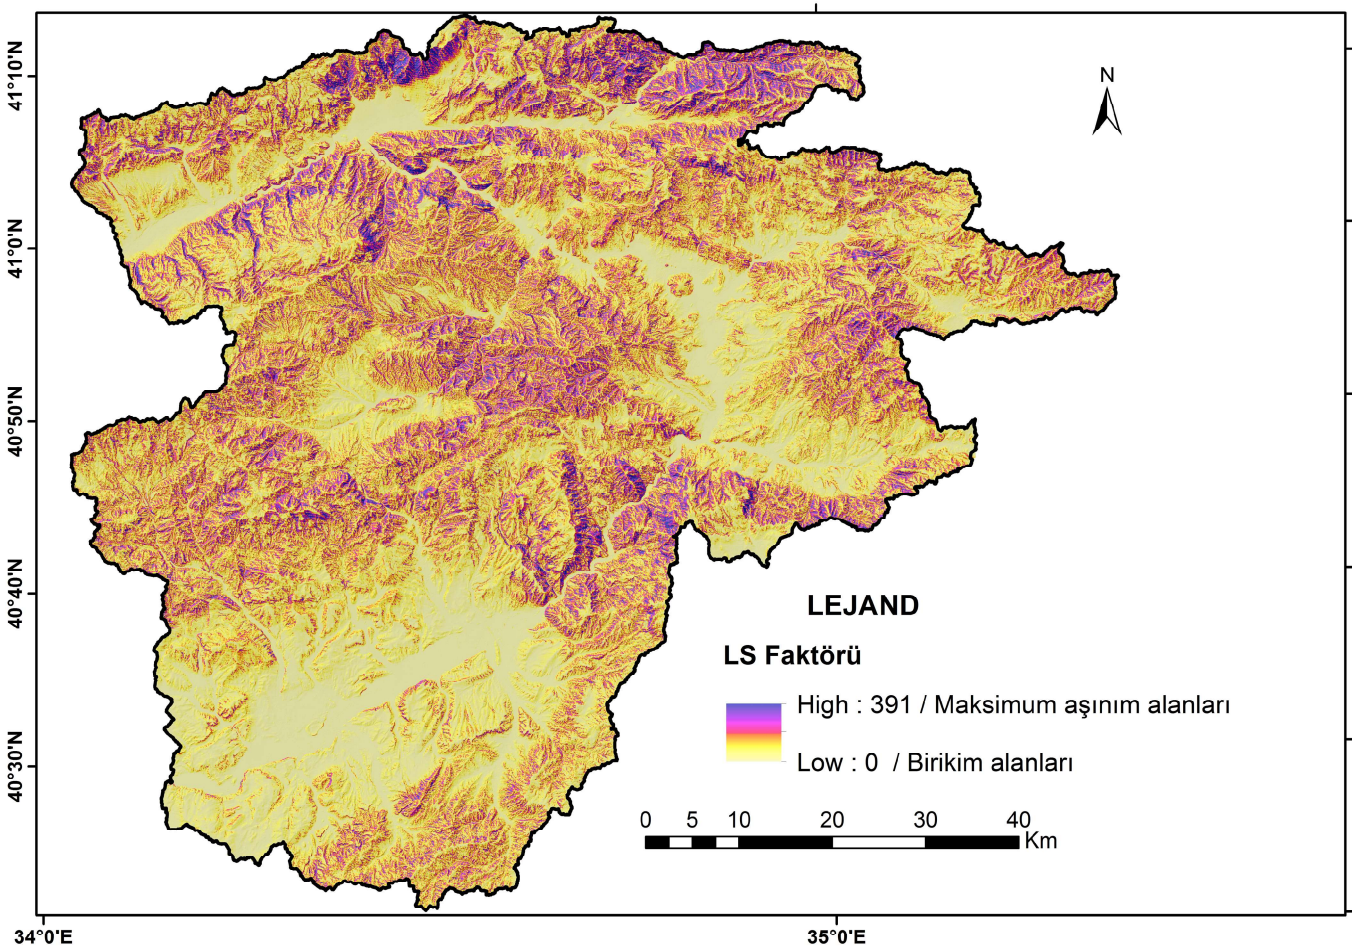 N
41°10'N
41°0'N
40°50'N
40°40'N
40°30'N
LEJAND
LS Faktörü
High : 391 / Maksimum aşınım alanları
Low : 0 / Birikim alanları
0 5 10 20 30 40
Km
34°0'E 35°0'E